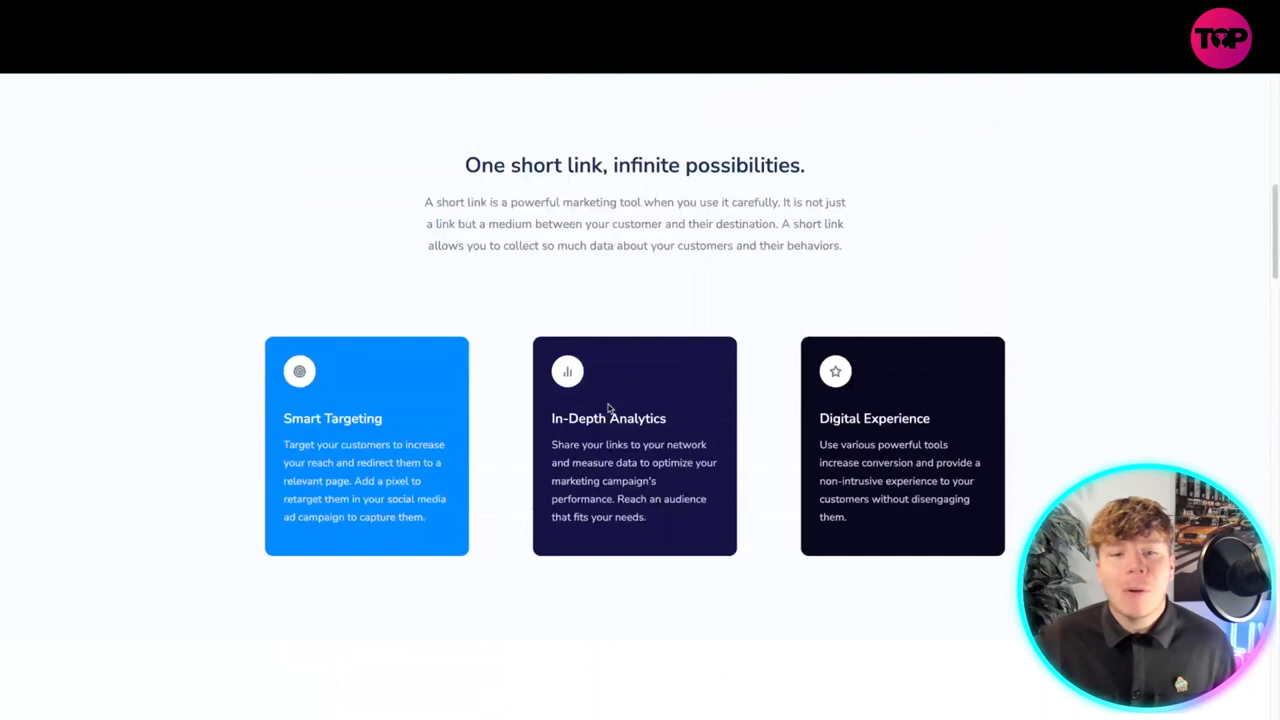 TOP
One short link, infinite possibilities.
A short link is a powerful marketing tool when you use it carefully. It is not just
a link but a medium between your customer and their destination. A short link
allows you to collect so much data about your customers and their behaviors.
Smart Targeting
Target your customers to increase
your reach and redirect them to a
relevant page. Add a pixel to
retarget them in your social media
ad campaign to capture them.
In-Depth Analytics
Share your links to your network
and measure data to optimize your
marketing campaign's
performance. Reach an audience
that fits your needs.
Digital Experience
Use various powerful tools
increase conversion and provide a
non-intrusive experience to your
customers without disengaging
them.